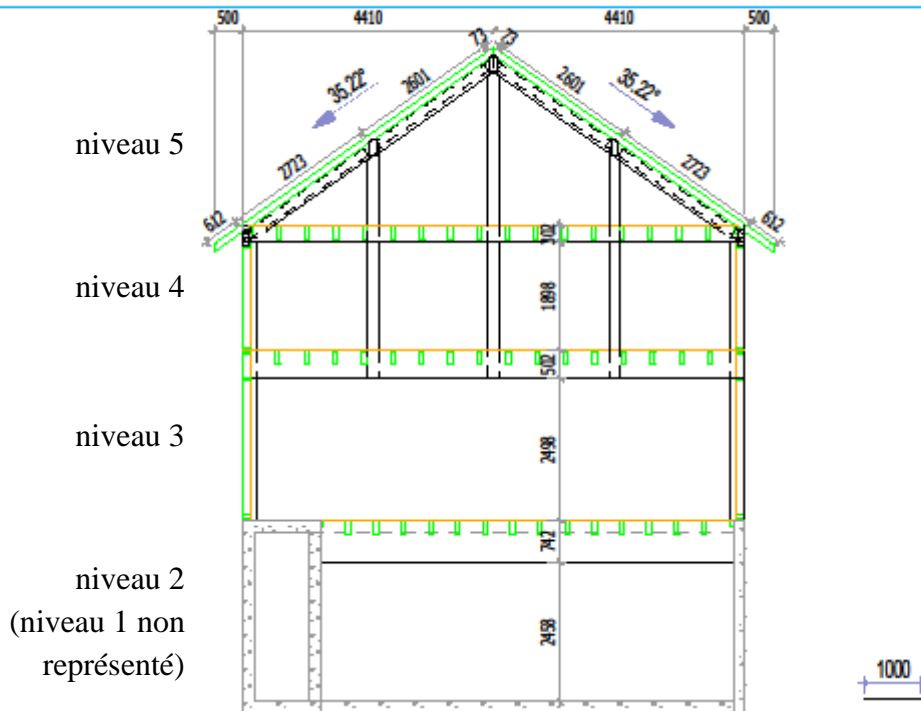 500 4410 4410 500
73 73
35.22° 2601 2601 35.22°
niveau 5
2723 2723
612 612
302
niveau 4
1898
502
niveau 3
2498
742
niveau 2
(niveau 1 non
représenté)
2458
1000